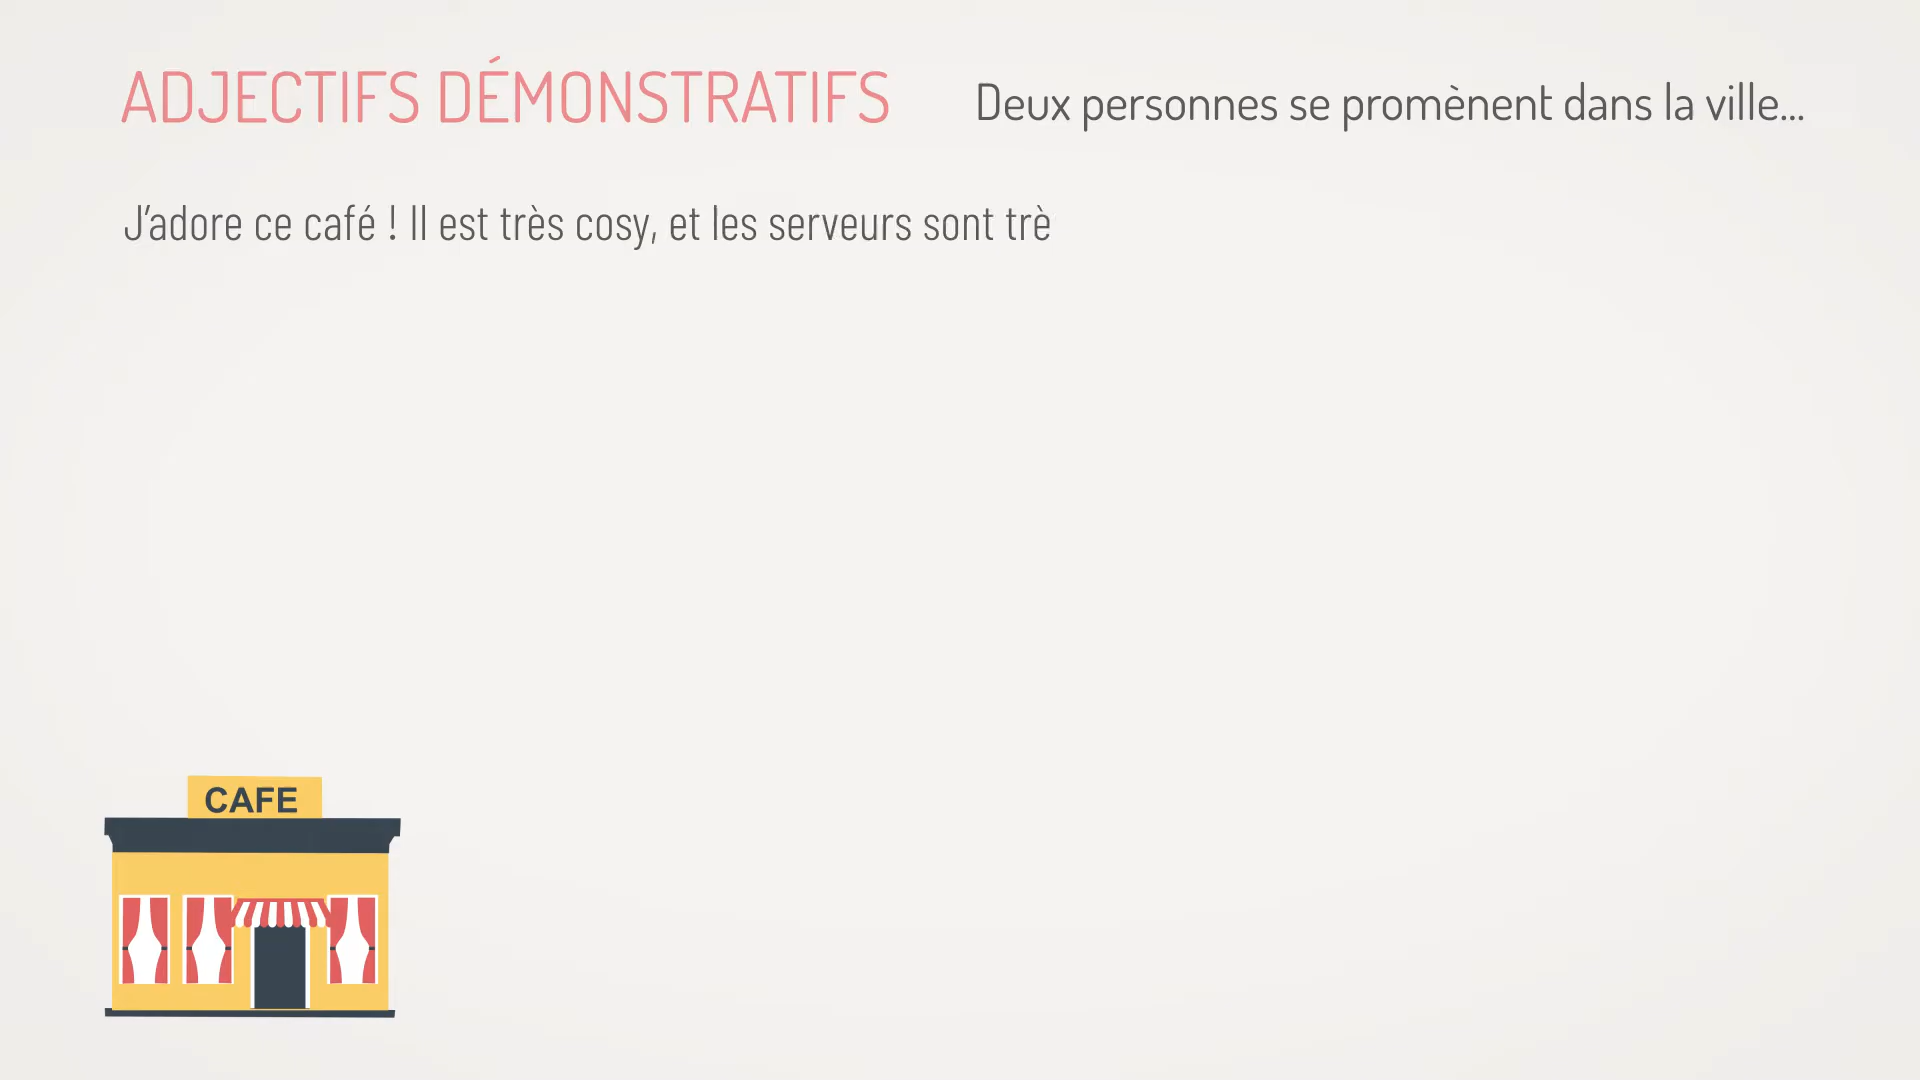 ADJECTIFS DÉMONSTRATIFS
Deux personnes se promènent dans la ville...
J'adore ce café ! Il est très cosy, et les serveurs sont trè
CAFE